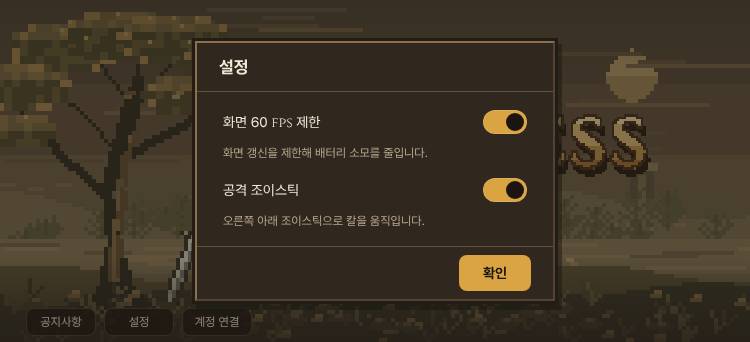 설정
화면 60 FPS 제한
화면 갱신을 제한해 배터리 소모를 줄입니다.
공격 조이스틱
오른쪽 아래 조이스틱으로 칼을 움직입니다.
확인
공지사항
설정
계정 연결